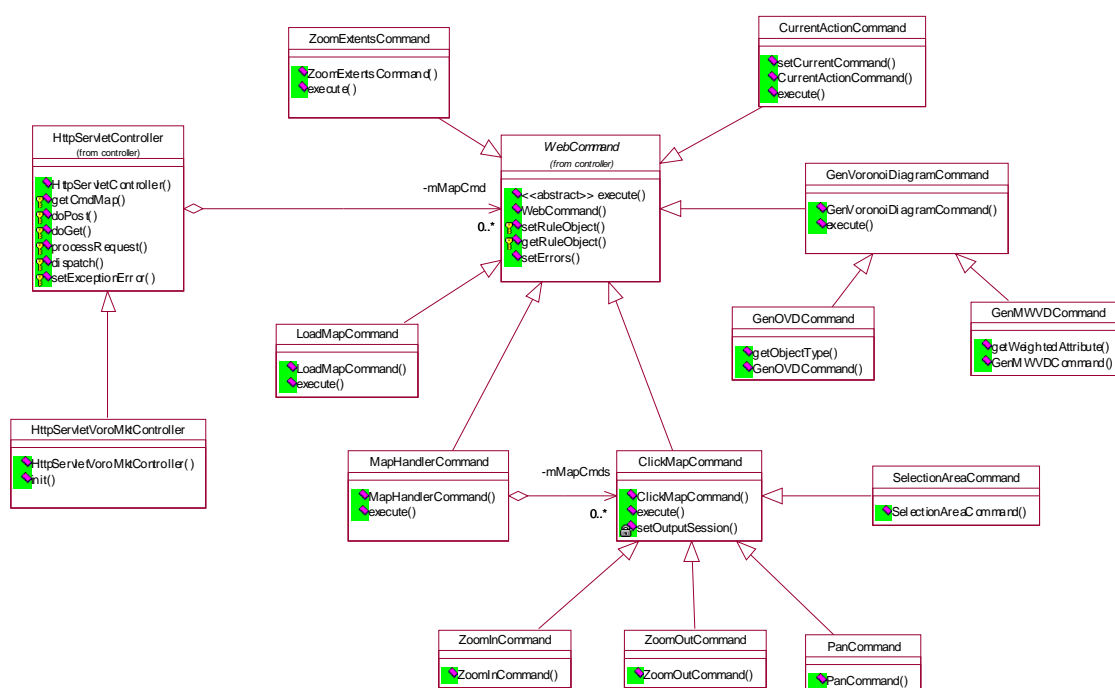 ZoomExtentsCommand
ZoomExtentsCommand()
execute()
CurrentActionCommand
setCurrentCommand()
CurrentActionCommand()
execute()
HttpServletController
(from controller)
HttpServletController()
getCmdMap()
doPost()
doGet()
processRequest()
dispatch()
setExceptionError()
-mMapCmd
0..*
WebCommand
(from controller)
<<abstract>> execute()
WebCommand()
setRuleObject()
getRuleObject()
setErrors()
GenVoronoiDiagramCommand
GenVoronoiDiagramCommand()
execute()
LoadMapCommand
LoadMapCommand()
execute()
GenOVDCommand
getObjectType()
GenOVDCommand()
GenMWVDCommand
getWeightedAttribute()
GenMWVDCommand()
HttpServletVoroMktController
HttpServletVoroMktController()
init()
MapHandlerCommand
MapHandlerCommand()
execute()
-mMapCmds
0..*
ClickMapCommand
ClickMapCommand()
execute()
setOutputSession()
SelectionAreaCommand
SelectionAreaCommand()
ZoomInCommand
ZoomInCommand()
ZoomOutCommand
ZoomOutCommand()
PanCommand
PanCommand()